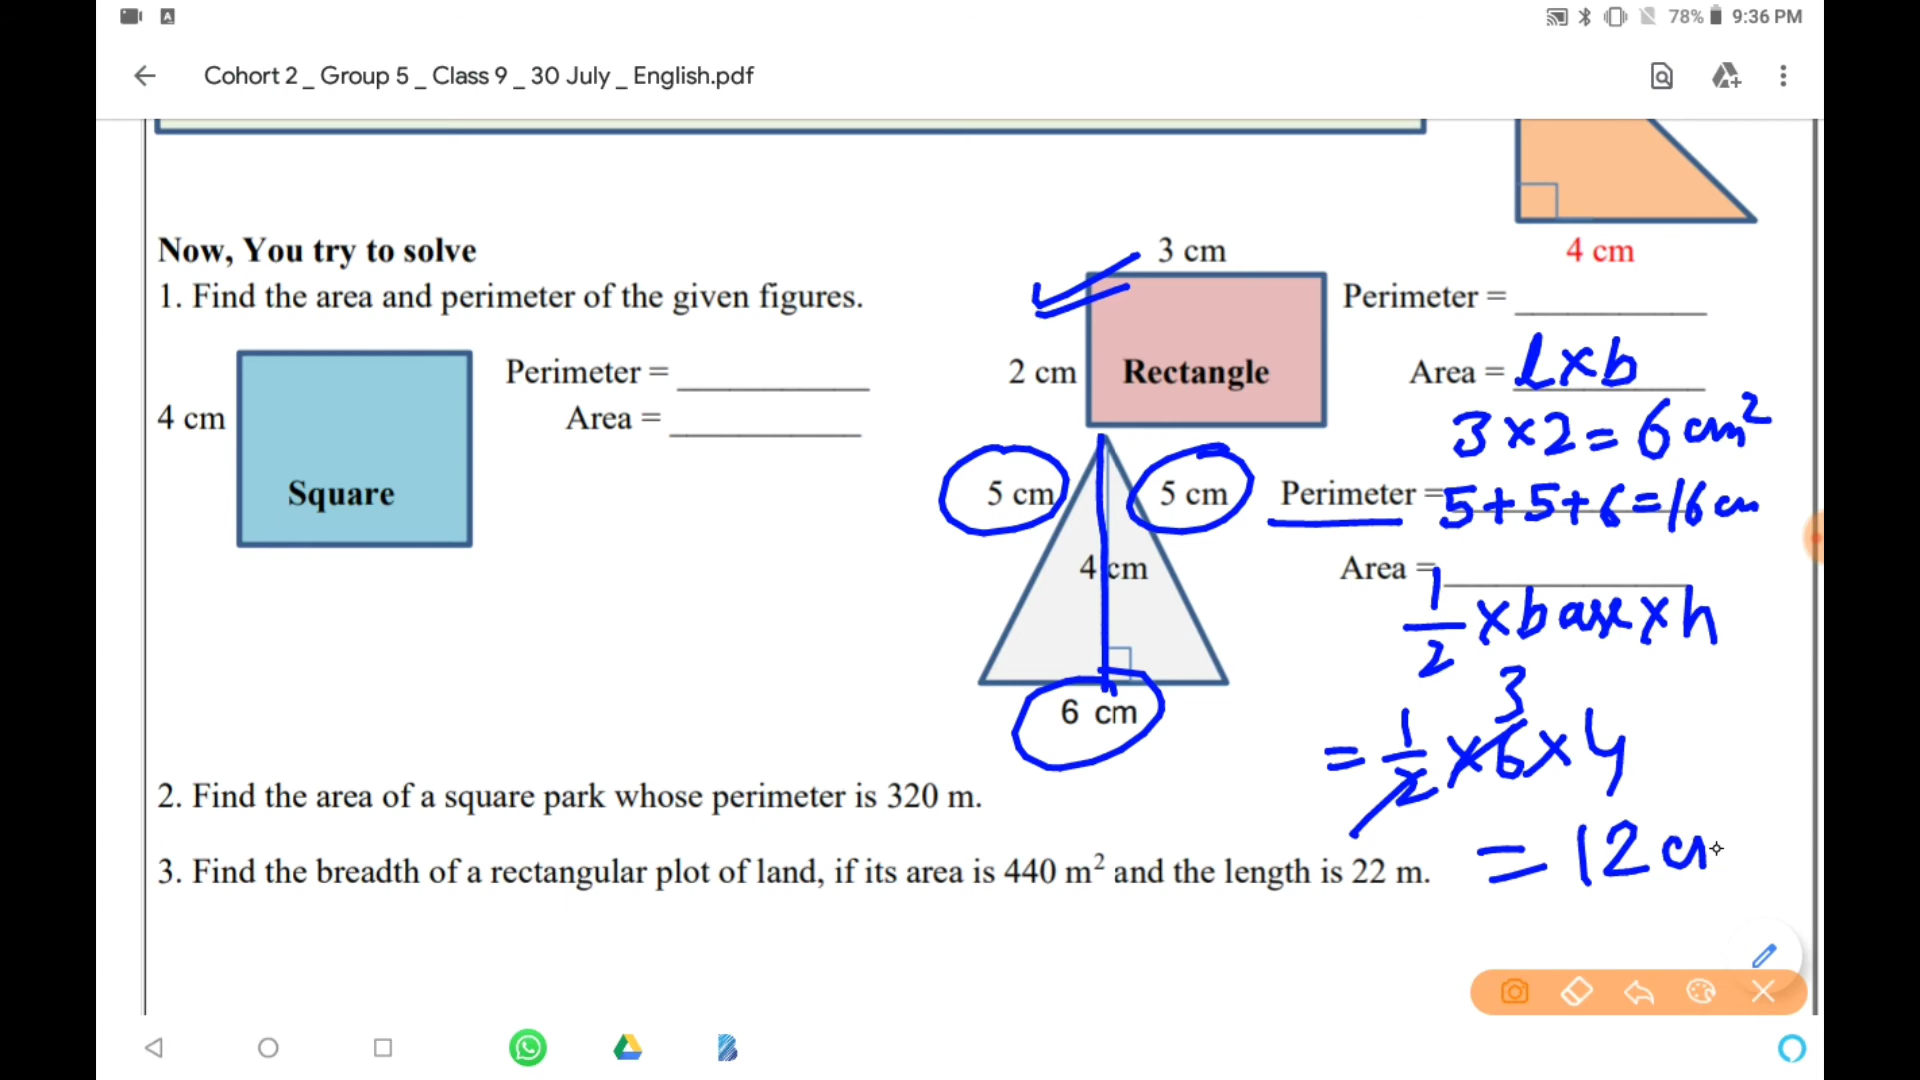 78% 9:36 PM
Cohort 2 _ Group 5 _ Class 9 _ 30 July _ English.pdf
4 cm
Now, You try to solve
1. Find the area and perimeter of the given figures.
4 cm
Square
Perimeter = ____________
Area = ____________
3 cm
2 cm
Rectangle
Perimeter = ____________
Area = l×b
3×2=6 cm²
5 cm
5 cm
4 cm
6 cm
Perimeter =5+5+6=16 cm
Area = ____________
1/2 × base × h
= 1/2 × 6 × 4
3
= 12 c
2. Find the area of a square park whose perimeter is 320 m.
3. Find the breadth of a rectangular plot of land, if its area is 440 m² and the length is 22 m.